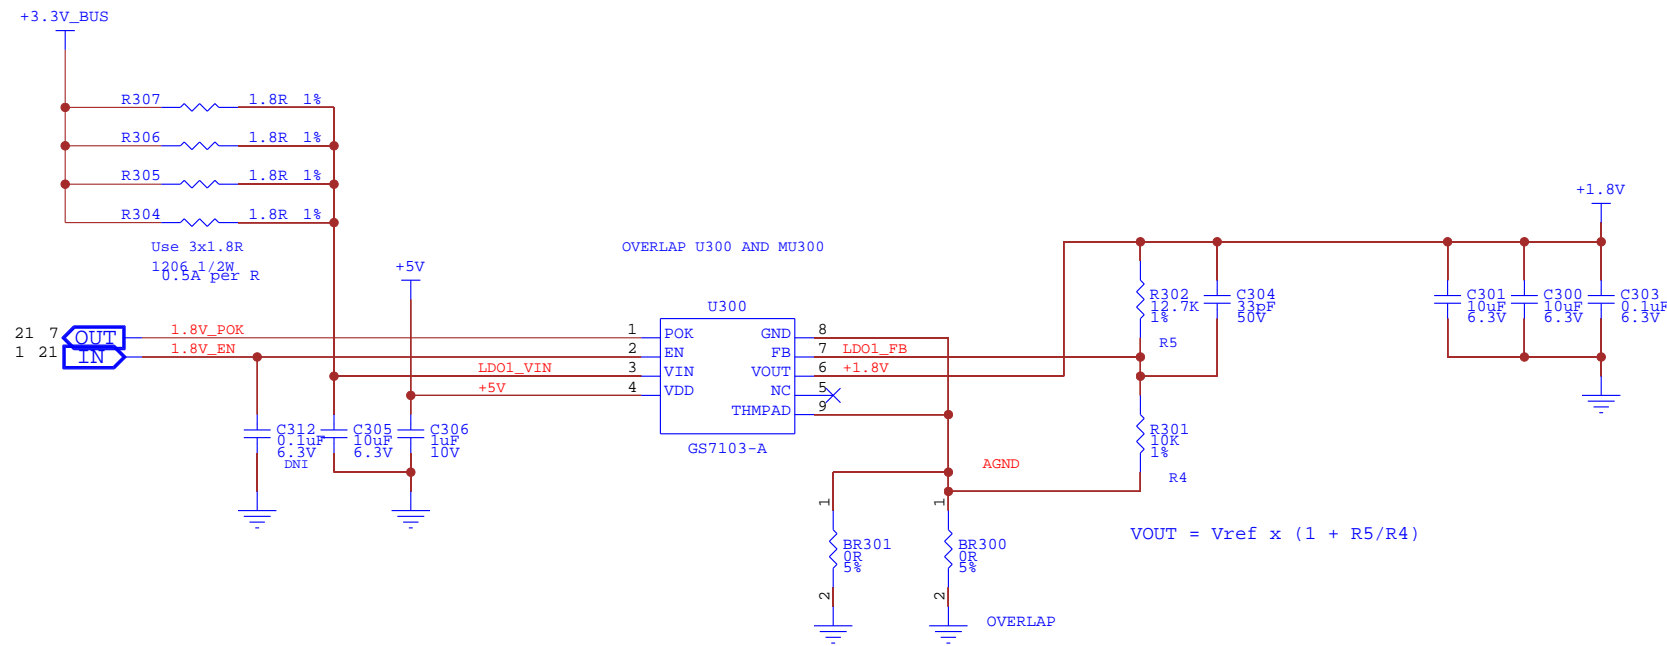 +3.3V_BUS
R307 1.8R 1%
R306 1.8R 1%
R305 1.8R 1%
R304 1.8R 1%
Use 3x1.8R
1206 1/2W
0.5A per R
+5V
OVERLAP U300 AND MU300
+1.8V
21 7 OUT 1.8V_POK
1 21 IN 1.8V_EN
LDO1_VIN
+5V
U300
1 POK
2 EN
3 VIN
4 VDD
GND 8
FB 7
VOUT 6
NC 5
THMPAD 9
GS7103-A
LDO1_FB
+1.8V
R302
12.7K
1%
R5
C304
33pF
50V
C301
10uF
6.3V
C300
10uF
6.3V
C303
0.1uF
6.3V
C312
0.1uF
6.3V
DNI
C305
10uF
6.3V
C306
1uF
10V
R301
10K
1%
R4
AGND
1
BR301
0R
5%
2
1
BR300
0R
5%
2
OVERLAP
VOUT = Vref x (1 + R5/R4)